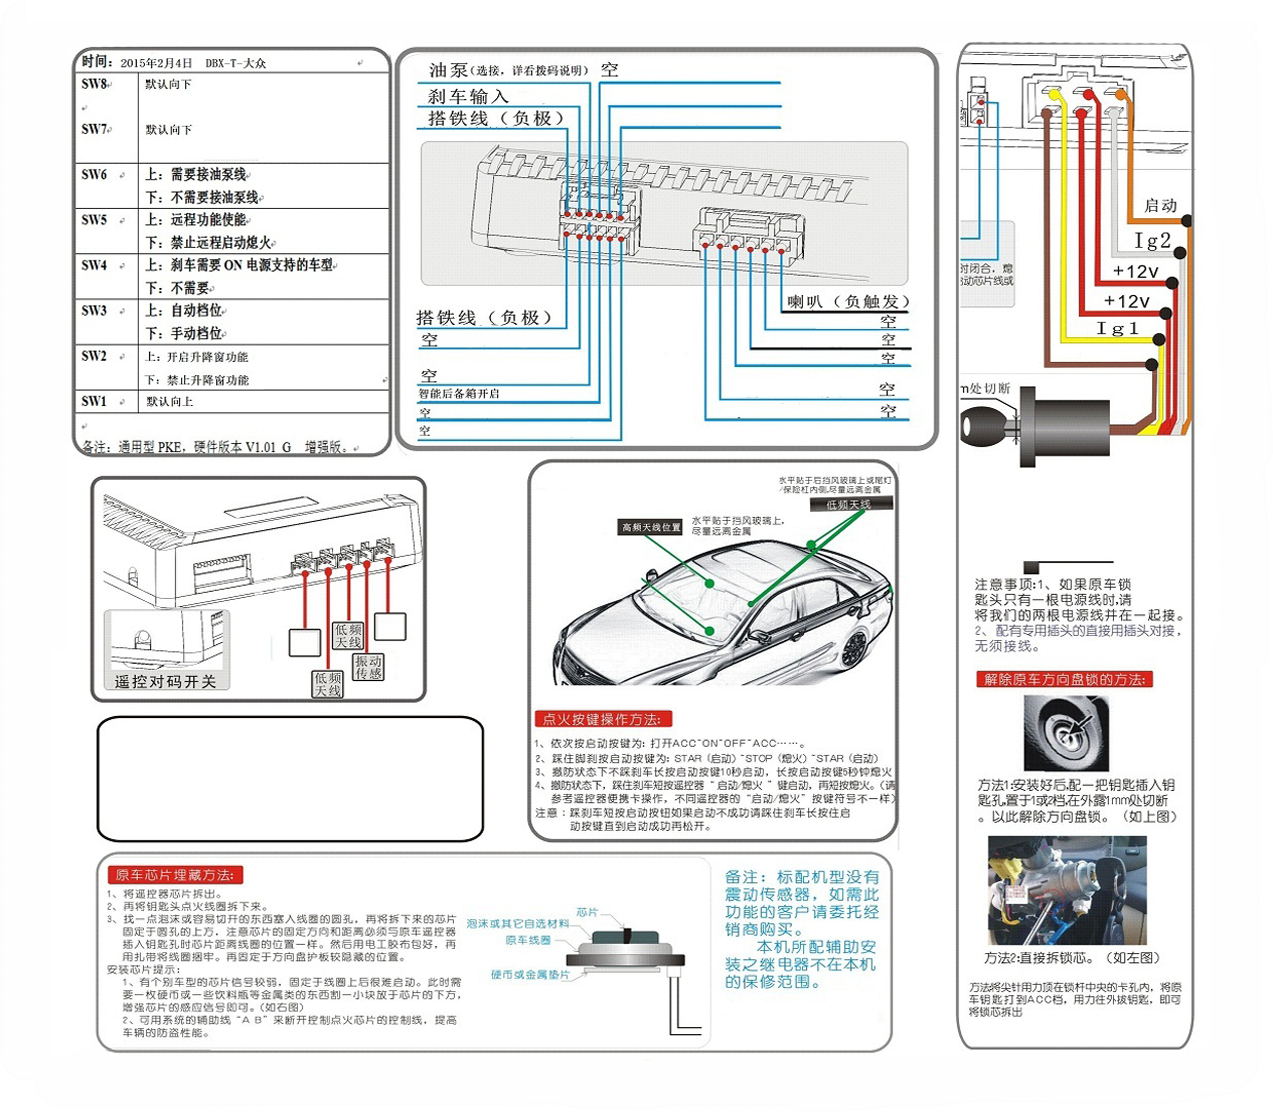 时间：2015年2月4日 DBX-T-大众
SW8 默认向下
SW7 默认向下
SW6 上：需要接油泵线
下：不需要接油泵线
SW5 上：远程功能使能
下：禁止远程启动熄火
SW4 上：刹车需要ON电源支持的车型
下：不需要
SW3 上：自动档位
下：手动档位
SW2 上：开启升降窗功能
下：禁止升降窗功能
SW1 默认向上
备注：通用型 PKE，硬件版本 V1.01 G 增强版。
油泵(选接，详看拨码说明) 空
刹车输入
搭铁线（负极）
搭铁线（负极）
空
空
智能后备箱开启
空
空
喇叭（负触发）
空
空
空
空
空
启动
Ig2
+12v
+12v
Ig1
时闭合，熄
动芯片线或
m处切断
注意事项:1、如果原车锁
匙头只有一根电源线时,请
将我们的两根电源线并在一起接。
2、配有专用插头的直接用插头对接，
无须接线。
解除原车方向盘锁的方法:
方法1:安装好后,配一把钥匙插入钥
匙孔,置于1或2档,在外露1mm处切断
。以此解除方向盘锁。（如上图）
方法2:直接拆锁芯。（如左图）
方法将尖针用力顶在锁杆中央的卡孔内，将原
车钥匙打到ACC档，用力往外拔钥匙，即可
将锁芯拆出
低频
天线
振动
传感
低频
天线
遥控对码开关
水平贴于后挡风玻璃上或尾灯
/保险杠内侧,尽量远离金属
低频天线
高频天线位置
水平贴于挡风玻璃上，
尽量远离金属
点火按键操作方法:
1、依次按启动按键为: 打开ACC~ON~OFF~ACC……。
2、踩住脚刹按启动按键为: STAR（启动）~STOP（熄火）~STAR（启动）
3、撤防状态下不踩刹车长按启动按键10秒启动，长按启动按键5秒钟熄火
4、撤防状态下，踩住刹车短按遥控器“启动/熄火”键启动，再短按熄火。（请
参考遥控器便携卡操作，不同遥控器的“启动/熄火”按键符号不一样）
注意：踩刹车短按启动按钮如果启动不成功请踩住刹车长按住启
动按键直到启动成功再松开。
原车芯片埋藏方法:
1、将遥控器芯片拆出。
2、再将钥匙头点火线圈拆下来。
3、找一点泡沫或容易切开的东西塞入线圈的圆孔，再将拆下来的芯片
固定于圆孔的上方，注意芯片的固定方向和距离必须与原车遥控器
插入钥匙孔时芯片距离线圈的位置一样。然后用电工胶布包好，再
用扎带将线圈捆牢。再固定于方向盘护板较隐蔽的位置。
安装芯片提示:
1、有个别车型的芯片信号较弱，固定于线圈上后很难启动。此时需
要一枚硬币或一些饮料瓶等金属类的东西割一小块放于芯片的下方，
增强芯片的感应信号即可。（如右图）
2、可用系统的辅助线“A B”来断开控制点火芯片的控制线，提高
车辆的防盗性能。
芯片
泡沫或其它自选材料
原车线圈
硬币或金属垫片
备注：标配机型没有
震动传感器，如需此
功能的客户请委托经
销商购买。
本机所配辅助安
装之继电器不在本机
的保修范围。